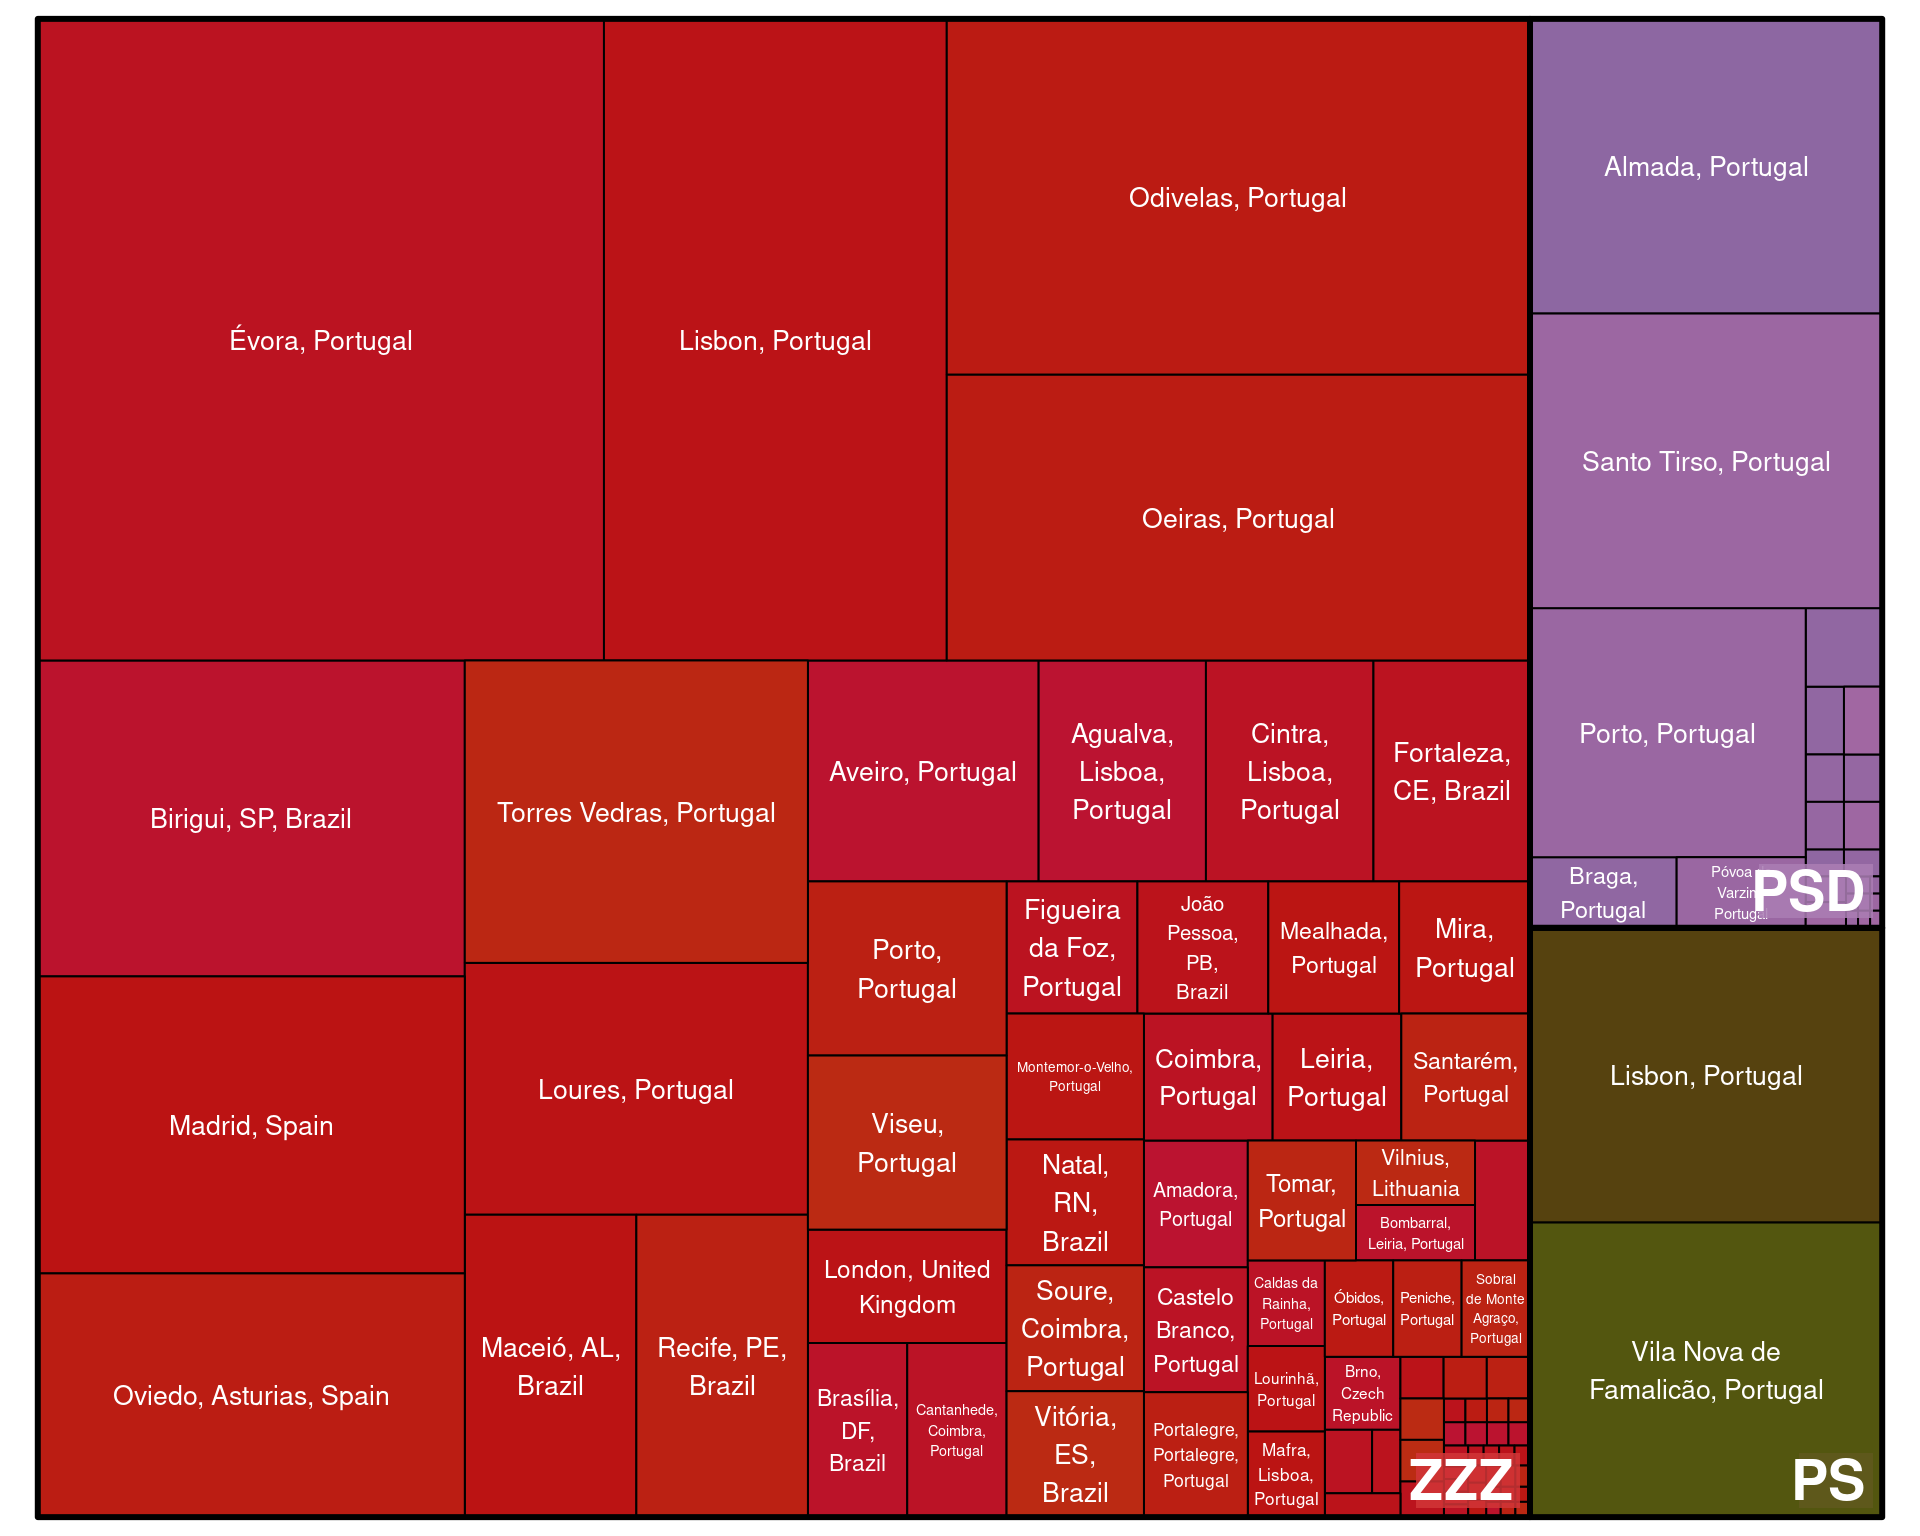 Évora, Portugal
Lisbon, Portugal
Odivelas, Portugal
Oeiras, Portugal
Birigui, SP, Brazil
Madrid, Spain
Oviedo, Asturias, Spain
Torres Vedras, Portugal
Loures, Portugal
Maceió, AL,
Brazil
Recife, PE,
Brazil
Aveiro, Portugal
Agualva,
Lisboa,
Portugal
Cintra,
Lisboa,
Portugal
Fortaleza,
CE, Brazil
Porto,
Portugal
Viseu,
Portugal
London, United
Kingdom
Brasília,
DF,
Brazil
Cantanhede,
Coimbra,
Portugal
Figueira
da Foz,
Portugal
João
Pessoa,
PB,
Brazil
Mealhada,
Portugal
Mira,
Portugal
Montemor-o-Velho,
Portugal
Coimbra,
Portugal
Leiria,
Portugal
Santarém,
Portugal
Natal,
RN,
Brazil
Soure,
Coimbra,
Portugal
Vitória,
ES,
Brazil
Amadora,
Portugal
Castelo
Branco,
Portugal
Portalegre,
Portalegre,
Portugal
Tomar,
Portugal
Vilnius,
Lithuania
Bombarral,
Leiria, Portugal
Caldas da
Rainha,
Portugal
Lourinhã,
Portugal
Mafra,
Lisboa,
Portugal
Óbidos,
Portugal
Peniche,
Portugal
Sobral
de Monte
Agraço,
Portugal
Brno,
Czech
Republic
ZZZ
Almada, Portugal
Santo Tirso, Portugal
Porto, Portugal
Braga,
Portugal
Póvoa
Varzim
Portugal
PSD
Lisbon, Portugal
Vila Nova de
Famalicão, Portugal
PS